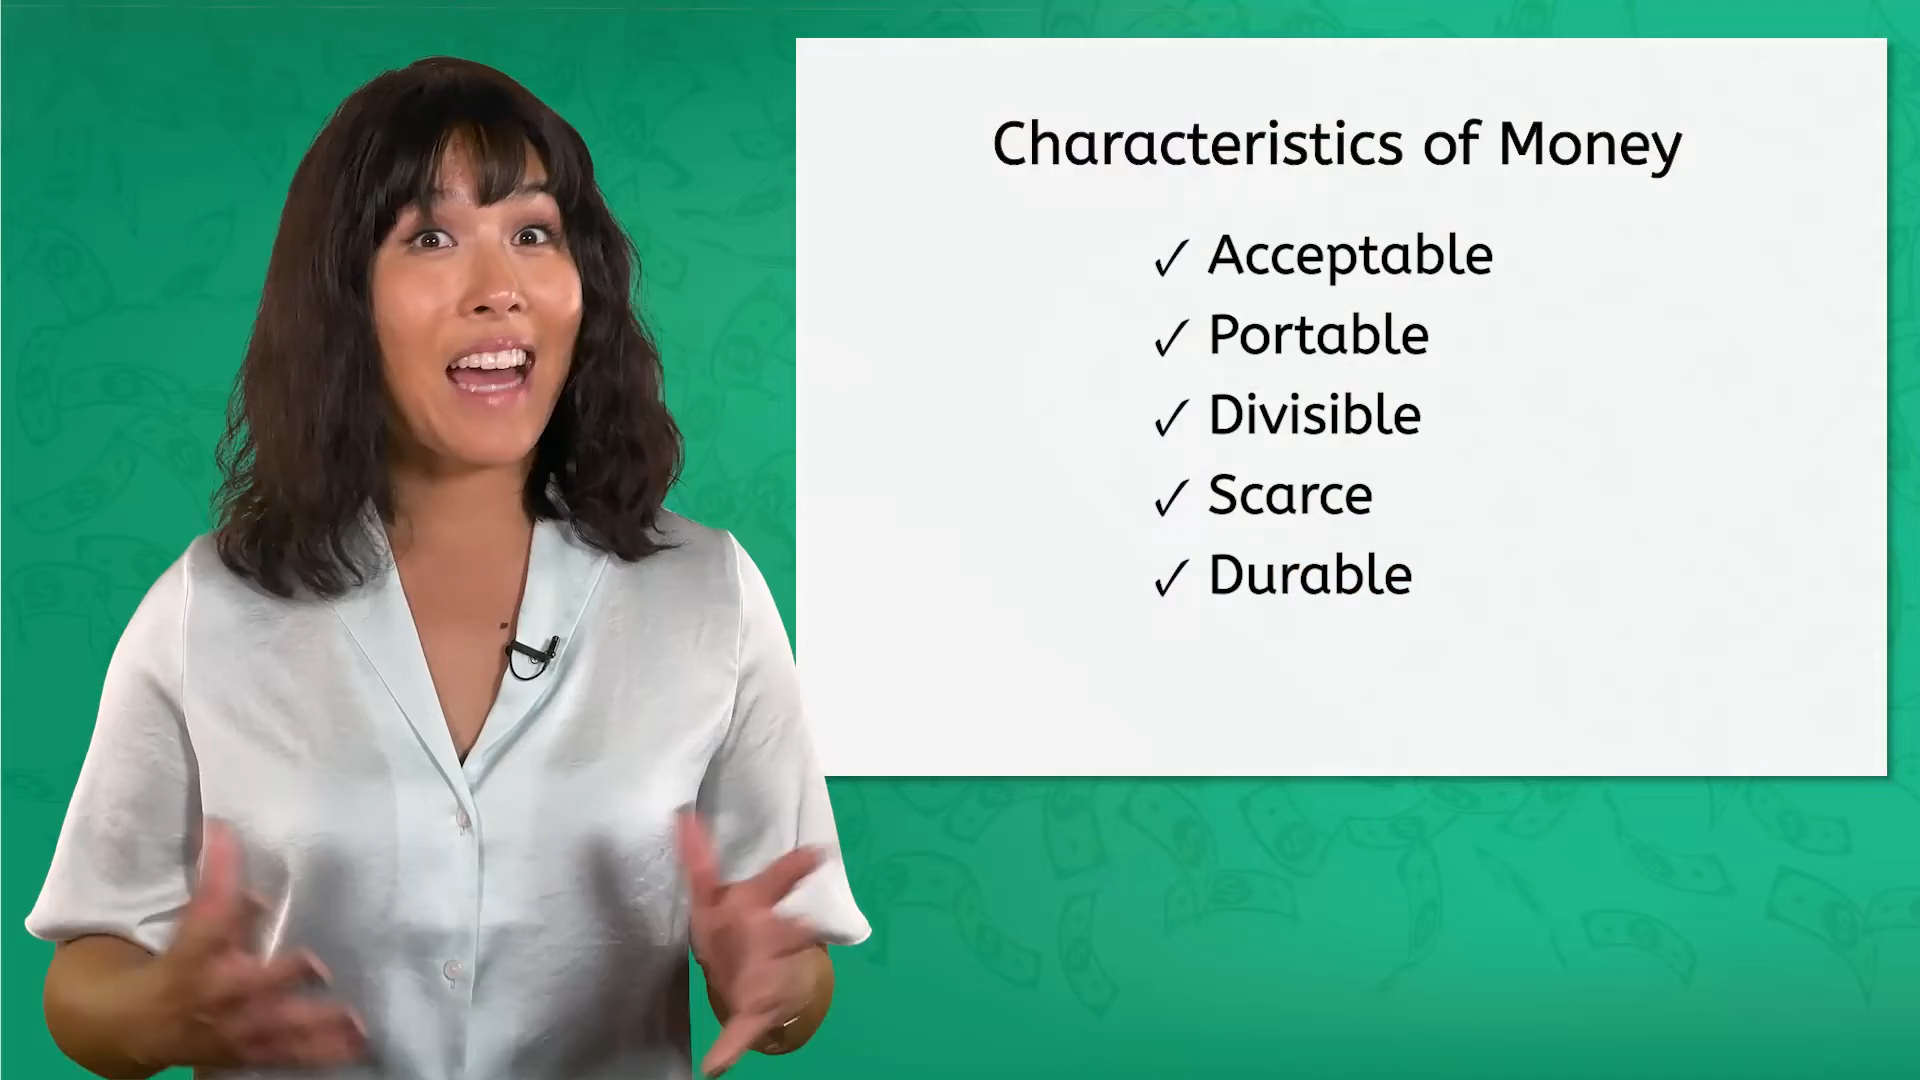 Characteristics of Money
✓ Acceptable
✓ Portable
✓ Divisible
✓ Scarce
✓ Durable